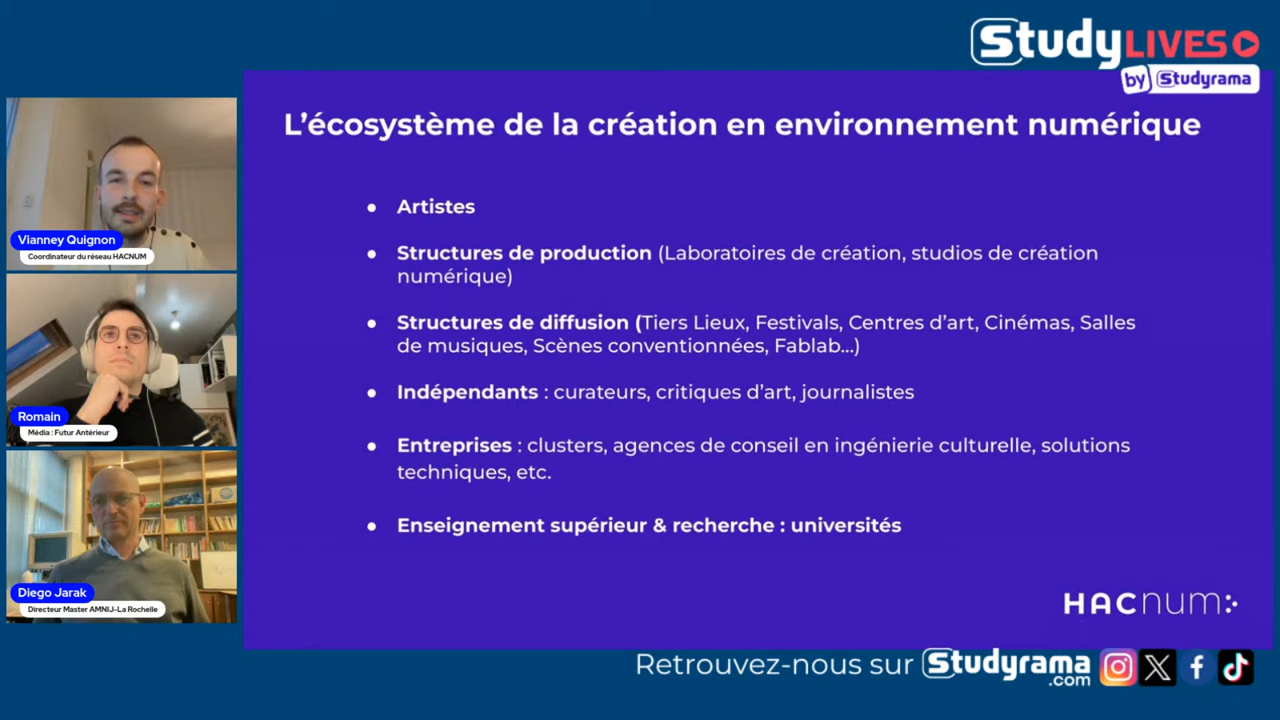 StudyLIVES
by Studyrama
L'écosystème de la création en environnement numérique
● Artistes
● Structures de production (Laboratoires de création, studios de création
numérique)
● Structures de diffusion (Tiers Lieux, Festivals, Centres d'art, Cinémas, Salles
de musiques, Scènes conventionnées, Fablab...)
● Indépendants : curateurs, critiques d'art, journalistes
● Entreprises : clusters, agences de conseil en ingénierie culturelle, solutions
techniques, etc.
● Enseignement supérieur & recherche : universités
HACnum
Vianney Quignon
Coordinateur du réseau HACNUM
Romain
Média : Futur Antérieur
Diego Jarak
Directeur Master AMNIJ-La Rochelle
Retrouvez-nous sur Studyrama
.com